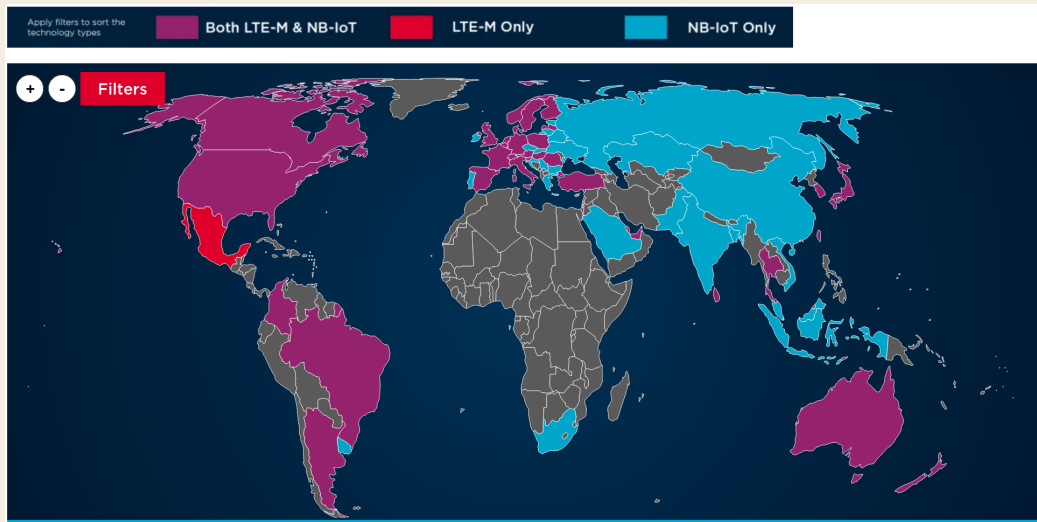 Apply filters to sort the
technology types
Both LTE-M & NB-IoT
LTE-M Only
NB-IoT Only
+
-
Filters